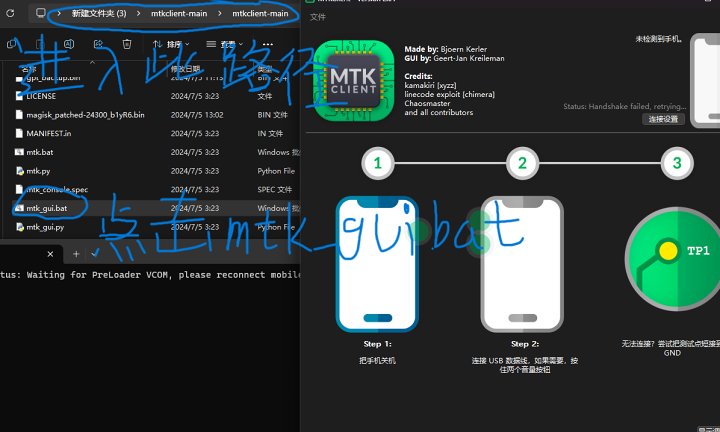 新建文件夹 (3) > mtkclient-main > mtkclient-main
排序
查看
...
进入此路径
名称
修改日期
类型
gpt_backup.bin
2024/7/5 11:13
BIN 文件
LICENSE
2024/7/5 3:23
文件
magisk_patched-24300_b1yR6.bin
2024/7/5 13:02
BIN 文件
MANIFEST.in
2024/7/5 3:23
IN 文件
mtk.bat
2024/7/5 3:23
Windows 批
mtk.py
2024/7/5 3:23
Python File
mtk_console.spec
2024/7/5 3:23
SPEC 文件
mtk_gui.bat
2024/7/5 3:23
Windows 批
mtk_gui.py
2024/7/5 3:23
Python File
点击mtk_gui.bat
tus: Waiting for PreLoader VCOM, please reconnect mobile
文件
MTK
CLIENT
Made by: Bjoern Kerler
GUI by: Geert-Jan Kreileman
Credits:
kamakiri [xyzz]
linecode exploit [chimera]
Chaosmaster
and all contributors
未检测到手机。
Status: Handshake failed, retrying...
连接设置
1
2
3
TP1
Step 1:
把手机关机
Step 2:
连接 USB 数据线，如果需要，按
住两个音量按钮
无法连接？尝试把测试点短接到
GND